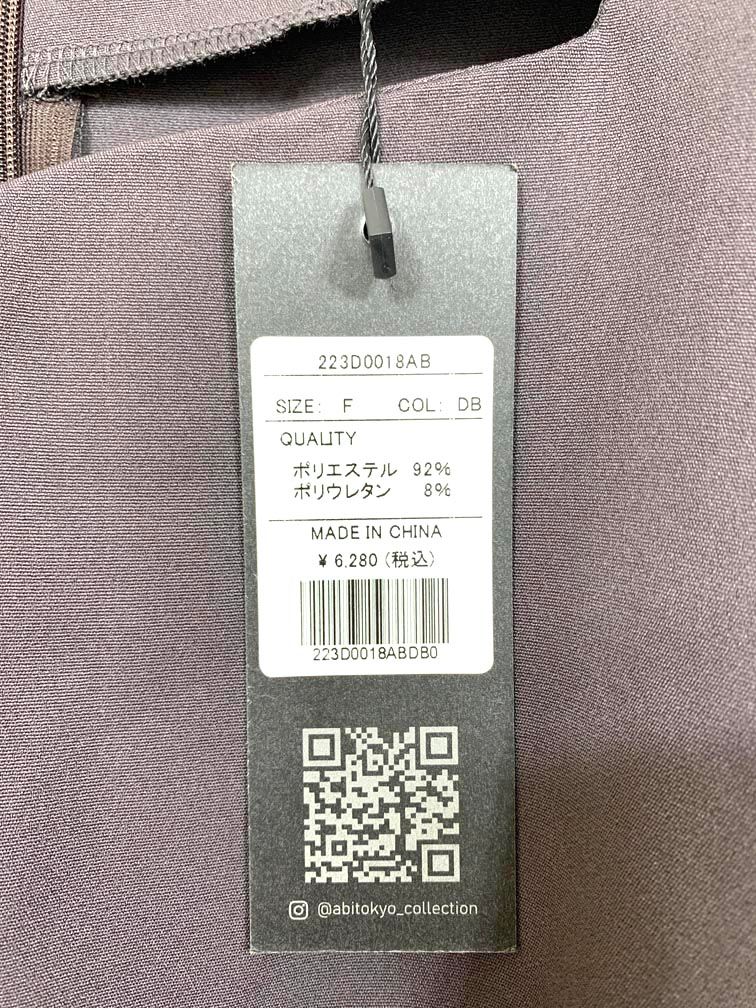 223D0018AB
SIZE: F COL: DB
QUALITY
ポリエステル 92%
ポリウレタン 8%
MADE IN CHINA
¥ 6,280 (税込)
223D0018ABDB0
@abitokyo_collection